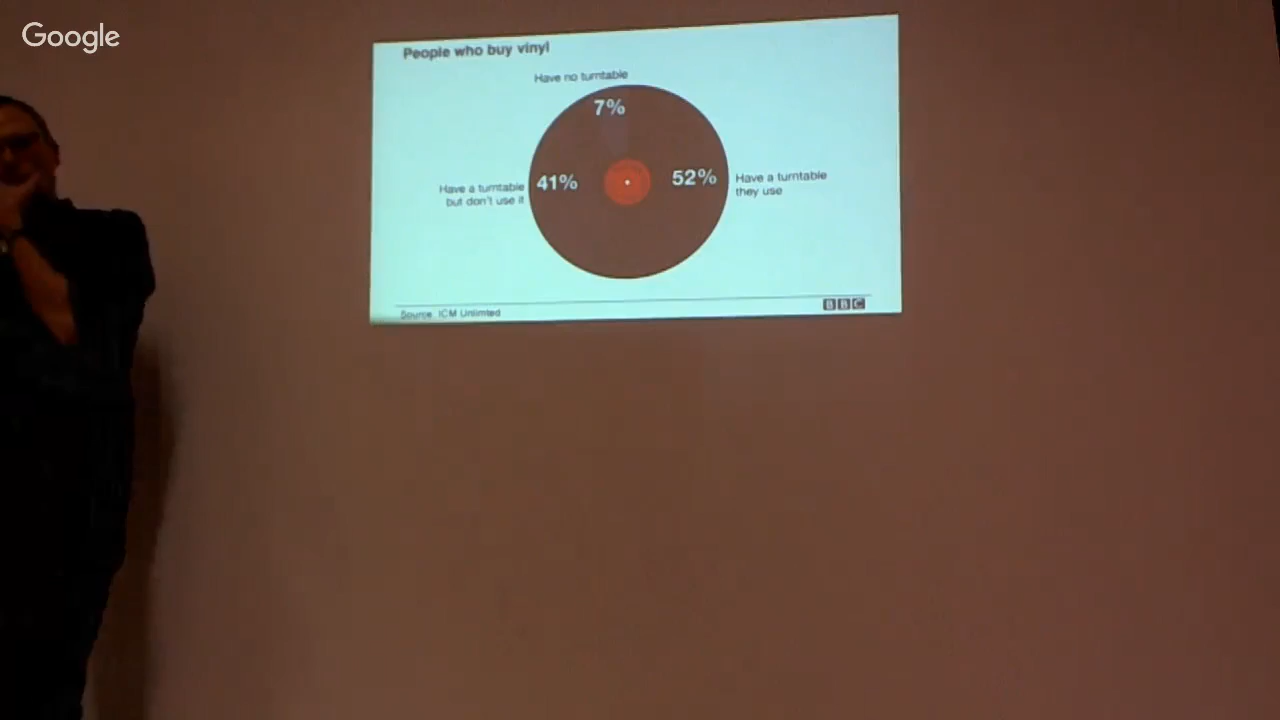 Google
People who buy vinyl
Have no turntable
7%
Have a turntable
but don't use it
41%
52%
Have a turntable
they use
Source: ICM Unlimited
BBC